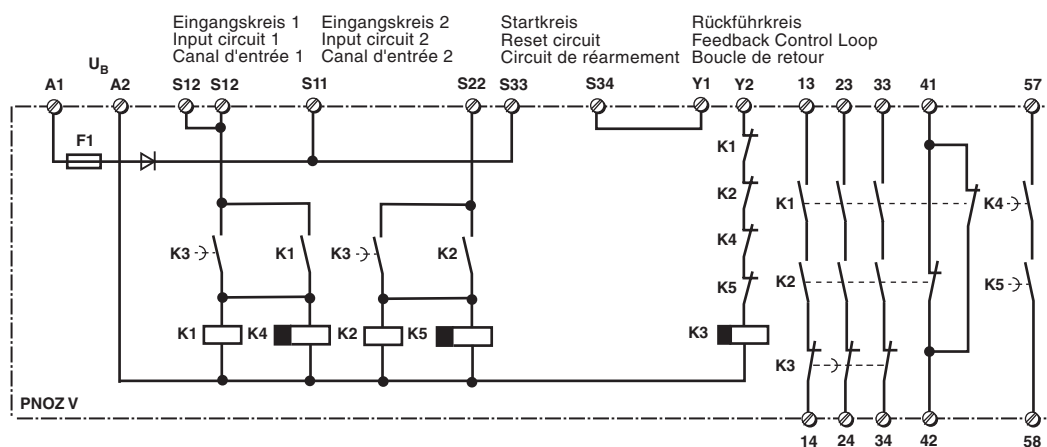 Eingangskreis 1
Input circuit 1
Canal d'entrée 1
Eingangskreis 2
Input circuit 2
Canal d'entrée 2
Startkreis
Reset circuit
Circuit de réarmement
Rückführkreis
Feedback Control Loop
Boucle de retour
A1 UB A2 S12 S12 S11 S22 S33 S34 Y1 Y2 13 23 33 41 57
F1
K1
K2
K1 K4
K3 K1 K3 K2 K4
K5 K2 K5
K1 K4 K2 K5 K3
K3
PNOZ V
14 24 34 42 58